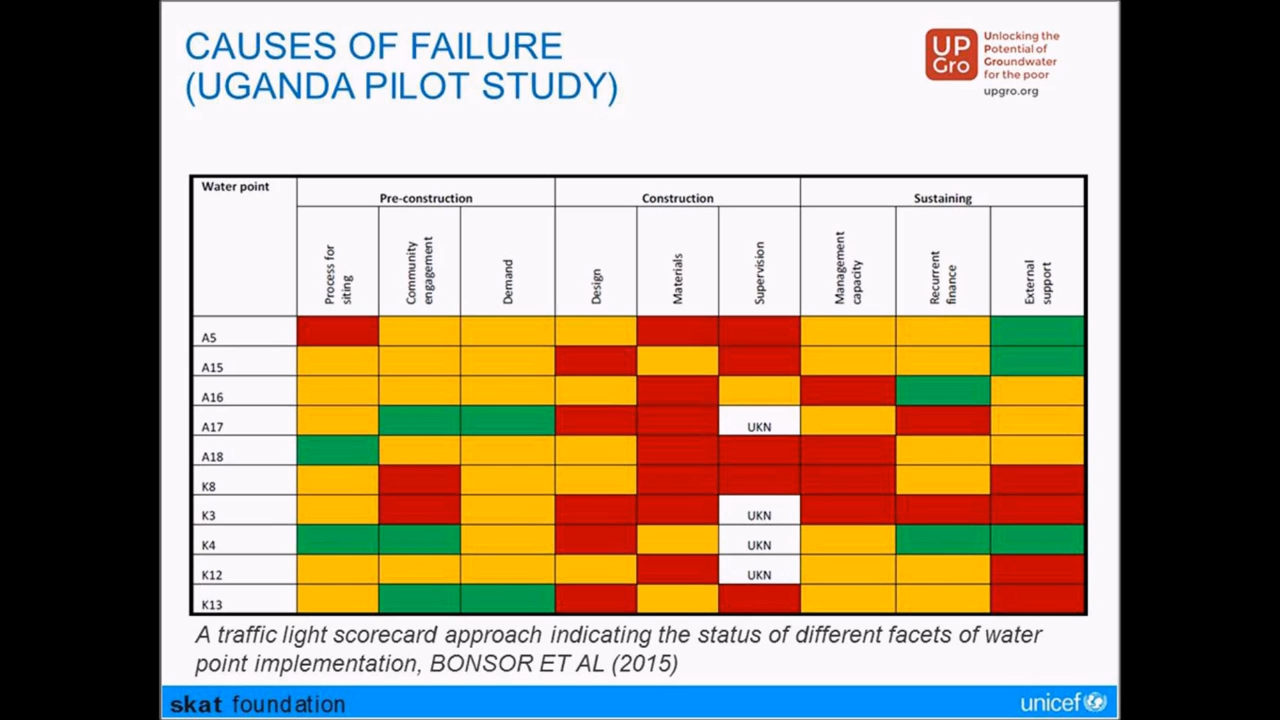 CAUSES OF FAILURE
(UGANDA PILOT STUDY)
UP
Gro
Unlocking the
Potential of
Groundwater
for the poor
upgro.org
Water point
Pre-construction
Construction
Sustaining
Process for
siting
Community
engagement
Demand
Design
Materials
Supervision
Management
capacity
Recurrent
finance
External
support
A5
A15
A16
A17
UKN
A18
K8
K3
UKN
K4
UKN
K12
UKN
K13
A traffic light scorecard approach indicating the status of different facets of water
point implementation, BONSOR ET AL (2015)
skat foundation
unicef